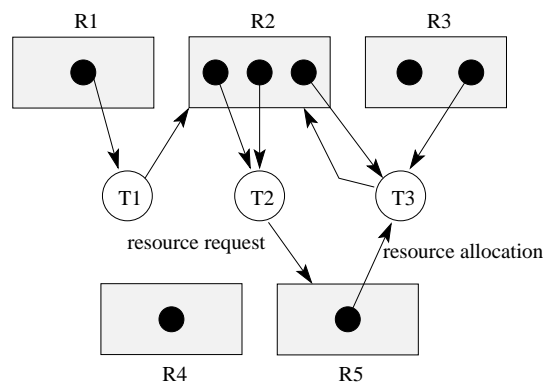 R1
R2
R3
T1
T2
T3
resource request
resource allocation
R4
R5